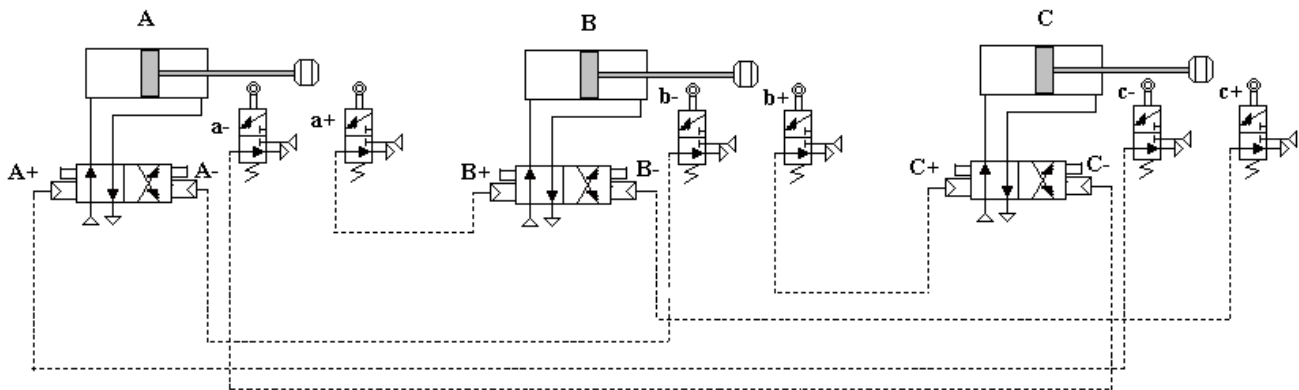 A
B
C
a-
a+
b-
b+
c-
c+
A+
A-
B+
B-
C+
C-